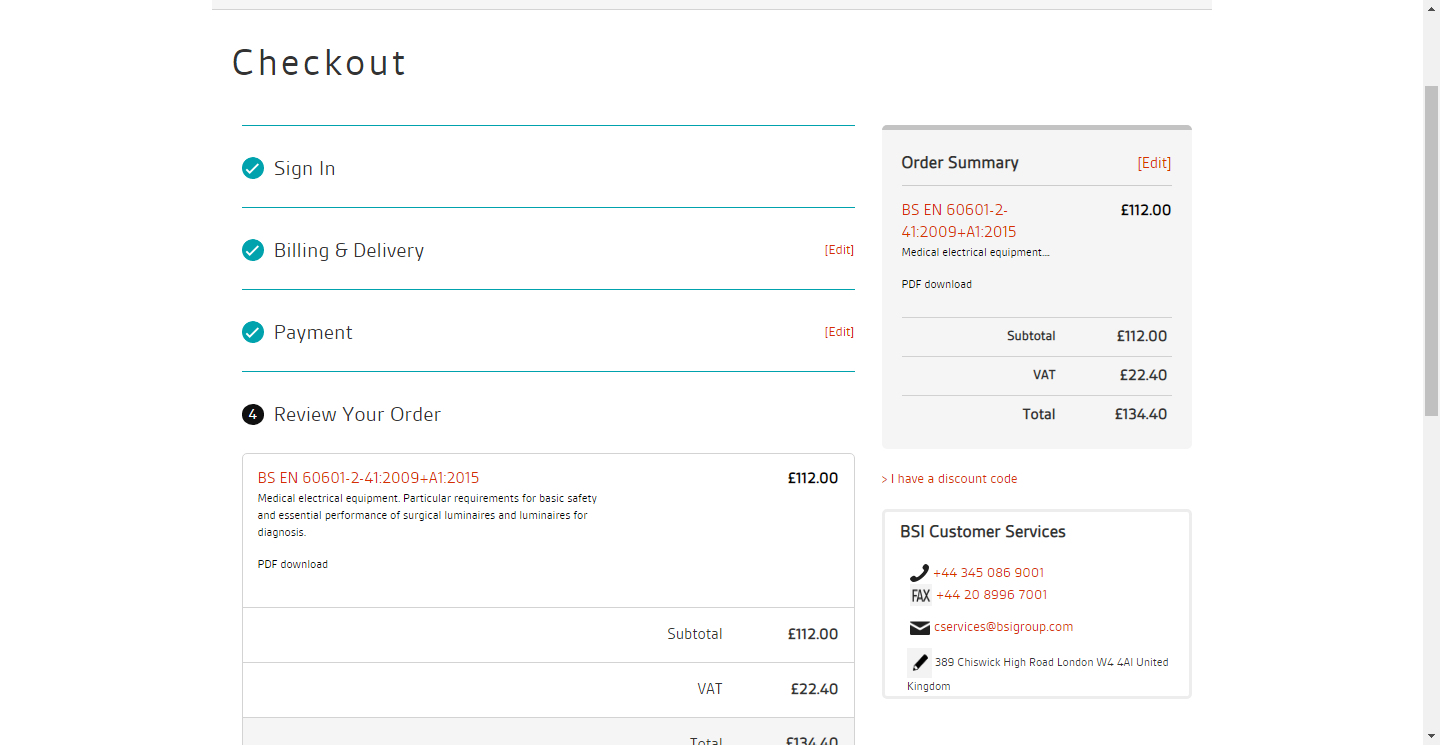 Checkout
Sign In
Billing & Delivery
[Edit]
Payment
[Edit]
4 Review Your Order
BS EN 60601-2-41:2009+A1:2015 £112.00
Medical electrical equipment. Particular requirements for basic safety
and essential performance of surgical luminaires and luminaires for
diagnosis.
PDF download
Subtotal £112.00
VAT £22.40
Total £134.40
Order Summary [Edit]
BS EN 60601-2- £112.00
41:2009+A1:2015
Medical electrical equipment....
PDF download
Subtotal £112.00
VAT £22.40
Total £134.40
> I have a discount code
BSI Customer Services
+44 345 086 9001
FAX +44 20 8996 7001
cservices@bsigroup.com
389 Chiswick High Road London W4 4Al United
Kingdom